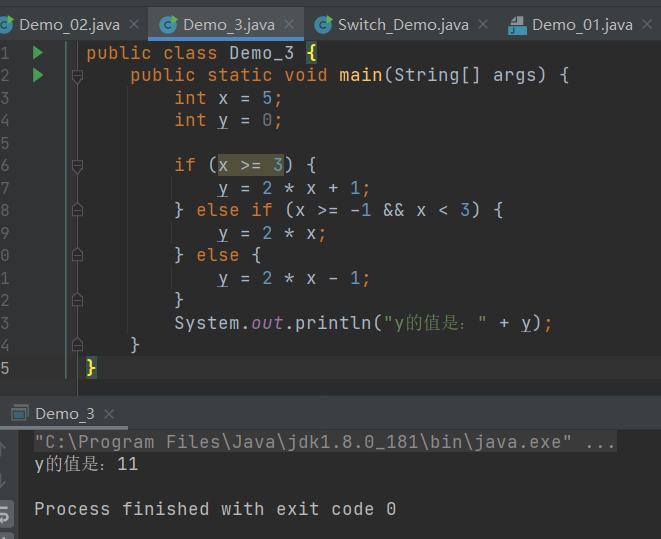 Demo_02.java Demo_3.java Switch_Demo.java Demo_01.java
1 public class Demo_3 {
2 public static void main(String[] args) {
3 int x = 5;
4 int y = 0;
5
6 if (x >= 3) {
7 y = 2 * x + 1;
8 } else if (x >= -1 && x < 3) {
9 y = 2 * x;
0 } else {
1 y = 2 * x - 1;
2 }
3 System.out.println("y的值是：" + y);
4 }
5 }
Demo_3
"C:\Program Files\Java\jdk1.8.0_181\bin\java.exe" ...
y的值是：11
Process finished with exit code 0